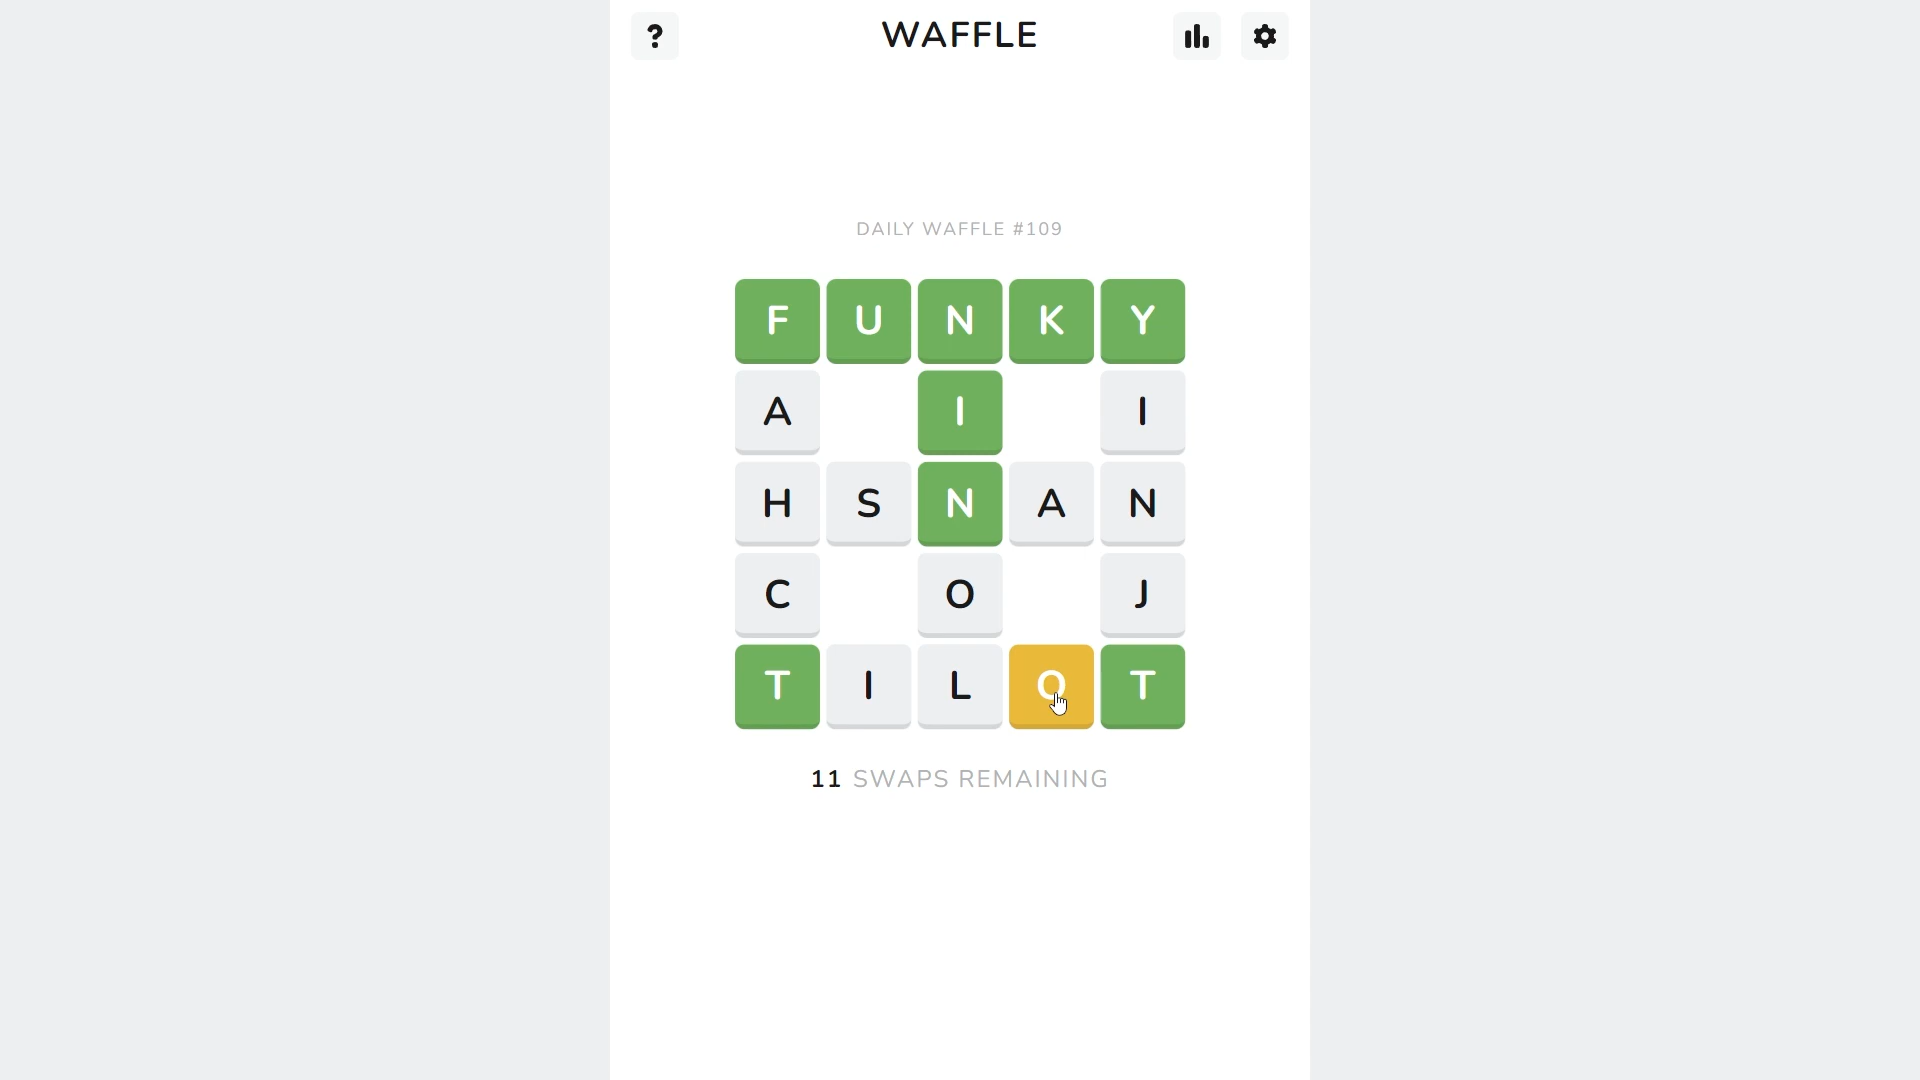 ? WAFFLE
DAILY WAFFLE #109
F U N K Y
A I I
H S N A N
C O J
T I L O T
11 SWAPS REMAINING